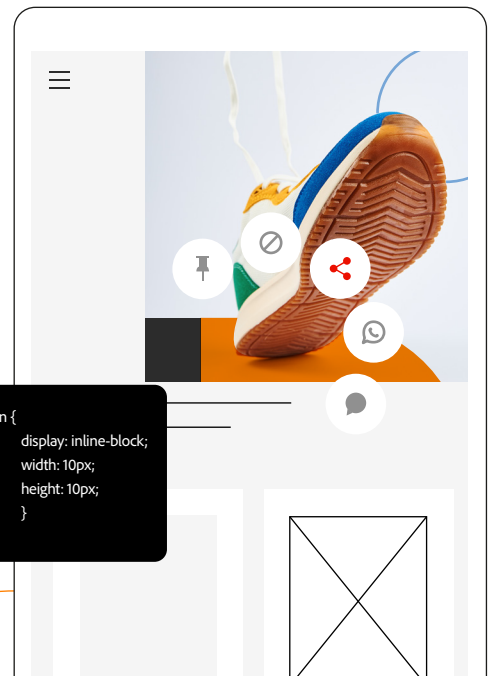 n {
display: inline-block;
width: 10px;
height: 10px;
}